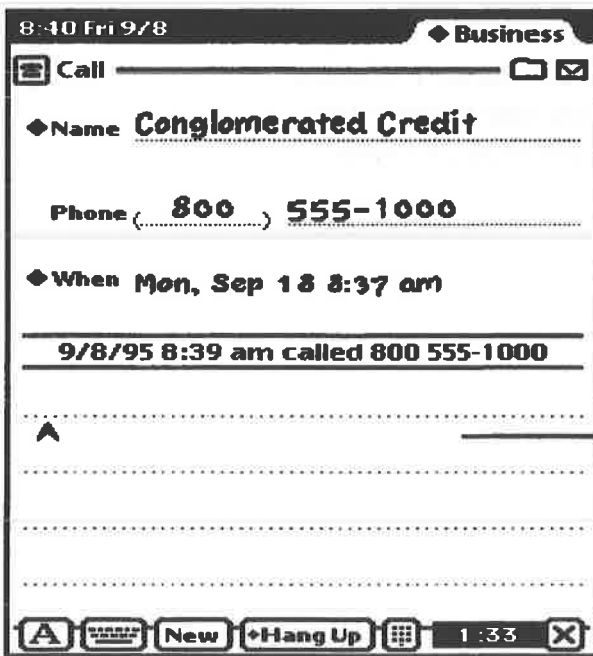 8:40 Fri 9/8
◆ Business
Call
◆Name Conglomerated Credit
Phone ( 800 ) 555-1000
◆When Mon, Sep 18 8:37 am
9/8/95 8:39 am called 800 555-1000
A New ◆Hang Up 1:33 X